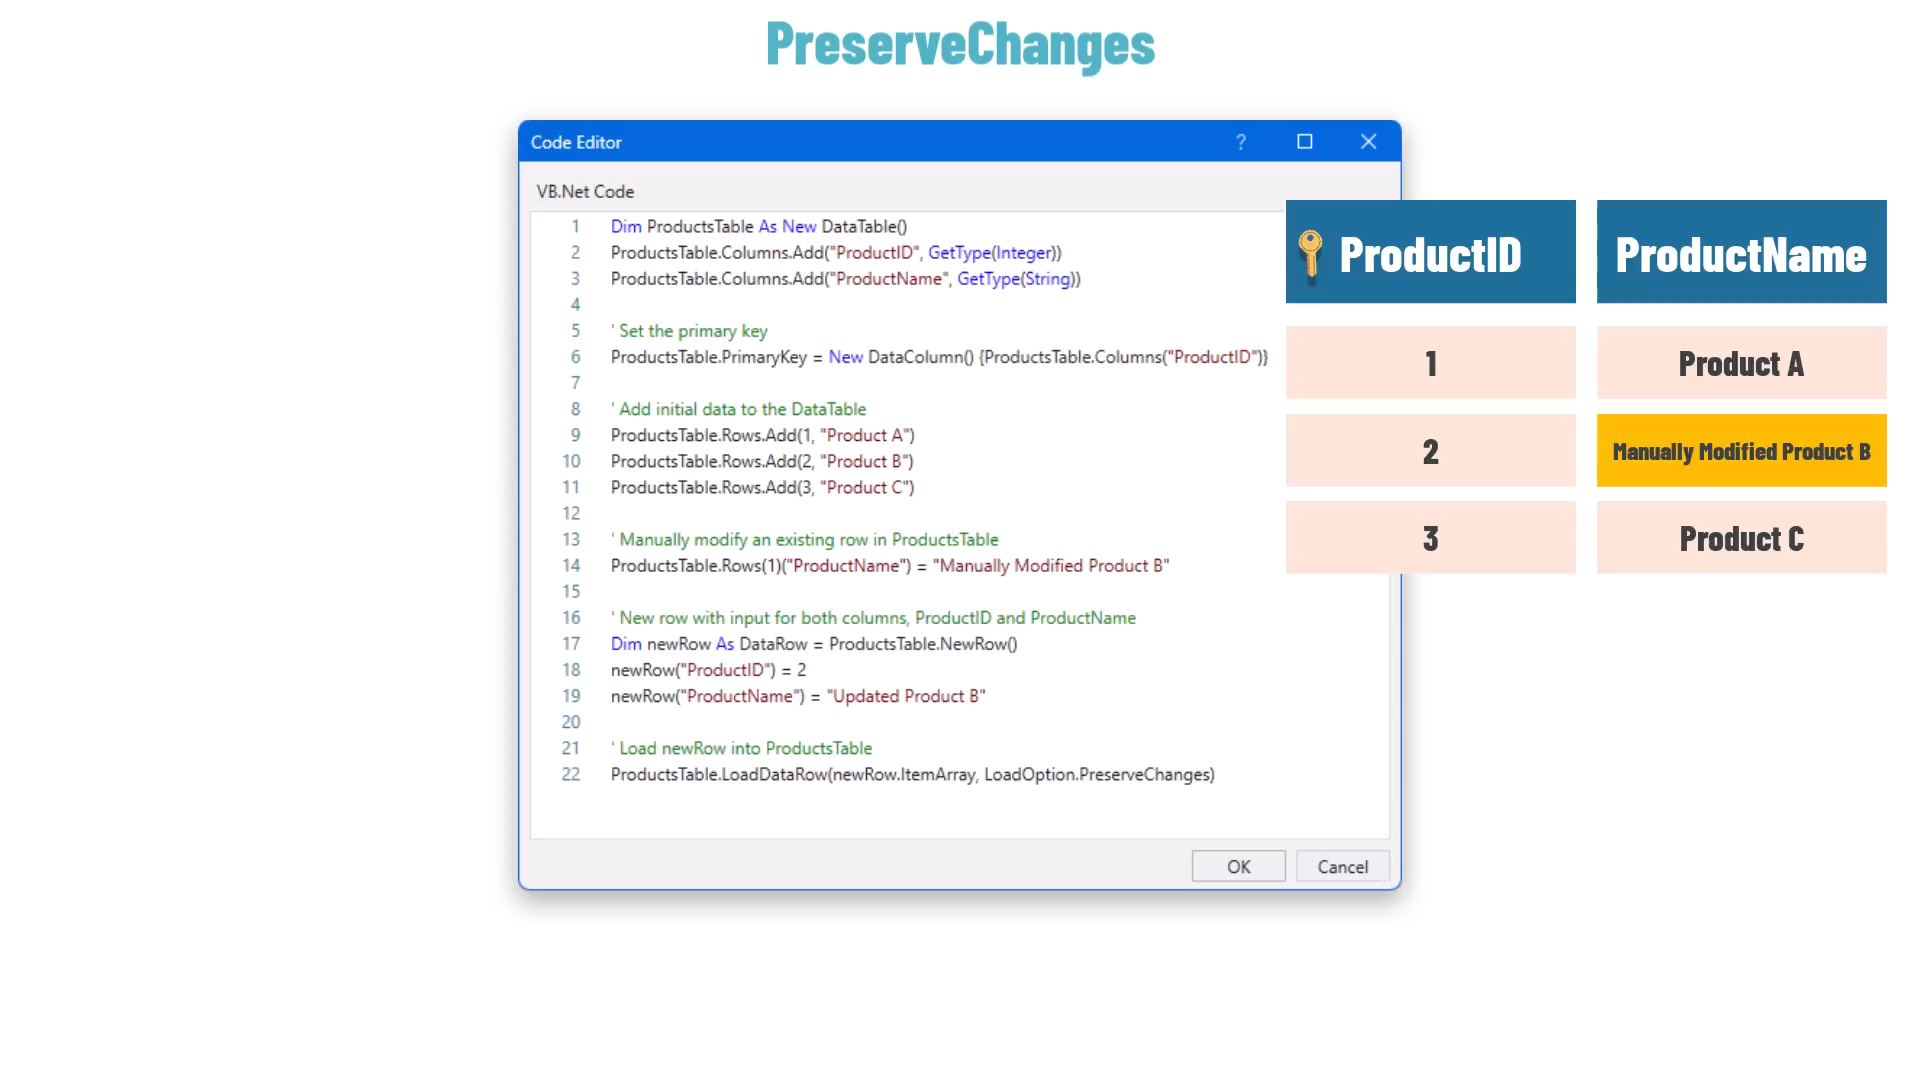 PreserveChanges
Code Editor
VB.Net Code
1 Dim ProductsTable As New DataTable()
2 ProductsTable.Columns.Add("ProductID", GetType(Integer))
3 ProductsTable.Columns.Add("ProductName", GetType(String))
4
5 ' Set the primary key
6 ProductsTable.PrimaryKey = New DataColumn() {ProductsTable.Columns("ProductID")}
7
8 ' Add initial data to the DataTable
9 ProductsTable.Rows.Add(1, "Product A")
10 ProductsTable.Rows.Add(2, "Product B")
11 ProductsTable.Rows.Add(3, "Product C")
12
13 ' Manually modify an existing row in ProductsTable
14 ProductsTable.Rows(1)("ProductName") = "Manually Modified Product B"
15
16 ' New row with input for both columns, ProductID and ProductName
17 Dim newRow As DataRow = ProductsTable.NewRow()
18 newRow("ProductID") = 2
19 newRow("ProductName") = "Updated Product B"
20
21 ' Load newRow into ProductsTable
22 ProductsTable.LoadDataRow(newRow.ItemArray, LoadOption.PreserveChanges)
OK Cancel
ProductID ProductName
1 Product A
2 Manually Modified Product B
3 Product C